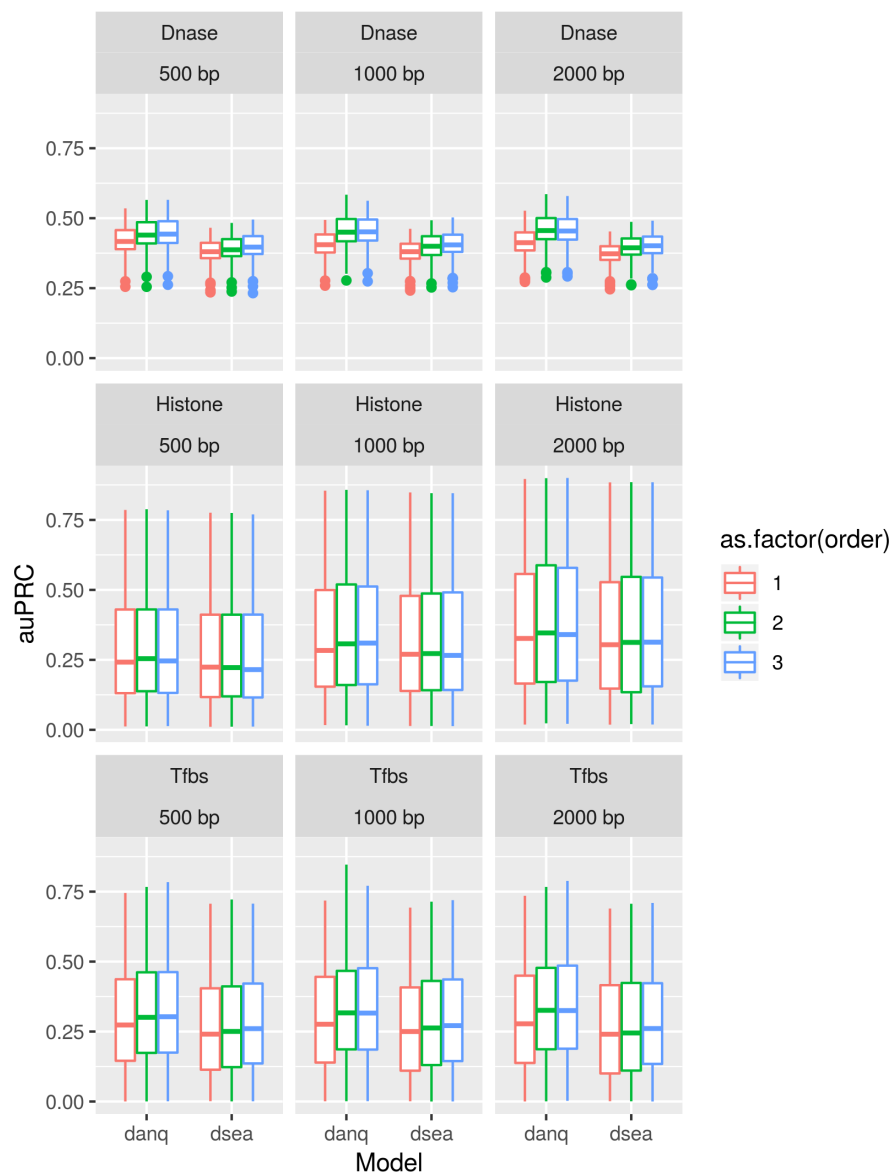 Dnase Dnase Dnase
500 bp 1000 bp 2000 bp
0.75
0.50
0.25
0.00
Histone Histone Histone
500 bp 1000 bp 2000 bp
0.75
0.50
0.25
0.00
Tfbs Tfbs Tfbs
500 bp 1000 bp 2000 bp
0.75
0.50
0.25
0.00
danq dsea danq dsea danq dsea
Model
auPRC
as.factor(order)
1
2
3